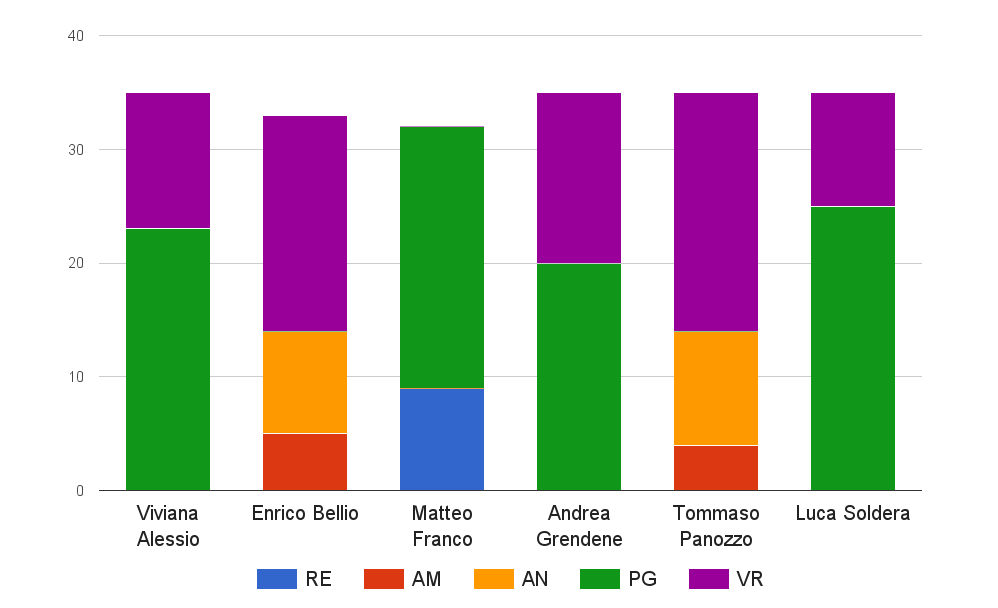 40
30
20
10
0
Viviana Alessio
Enrico Bellio
Matteo Franco
Andrea Grendene
Tommaso Panozzo
Luca Soldera
RE AM AN PG VR